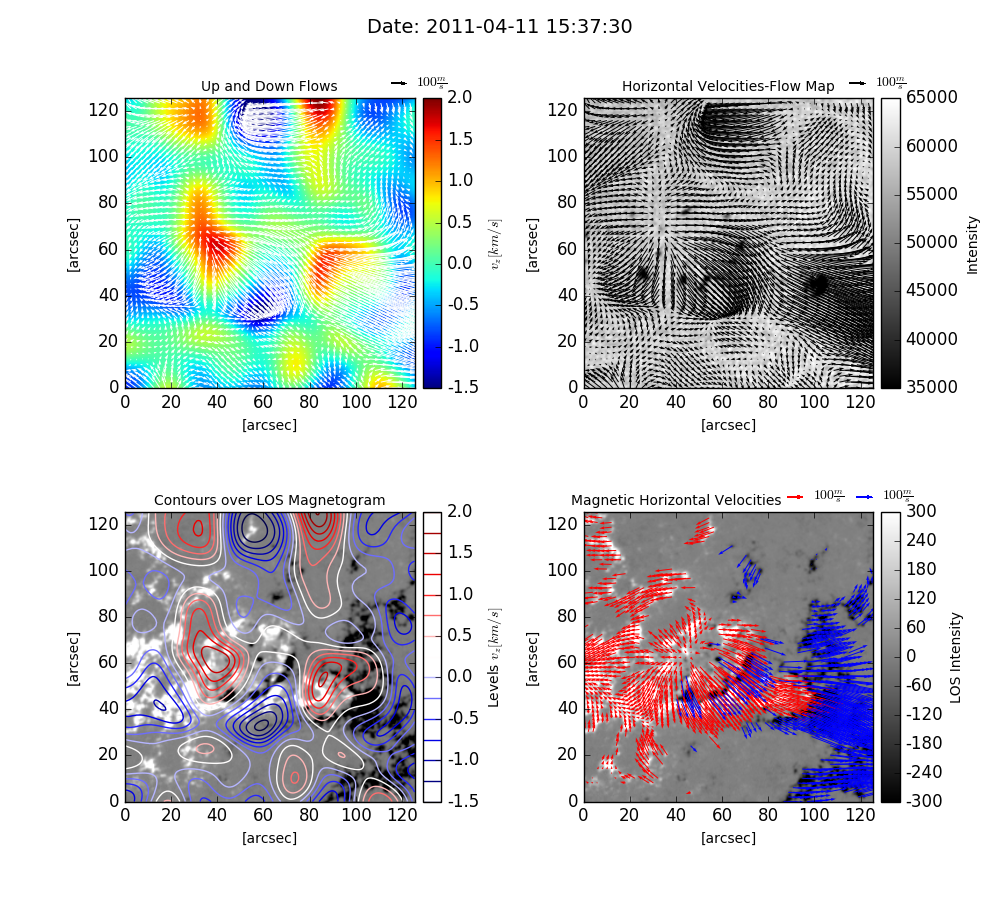 Date: 2011-04-11 15:37:30
Up and Down Flows
100 m/s
120
100
80
60
40
20
0
0 20 40 60 80 100 120
[arcsec]
[arcsec]
2.0
1.5
1.0
0.5
0.0
-0.5
-1.0
-1.5
v_z[km/s]
Horizontal Velocities-Flow Map
100 m/s
120
100
80
60
40
20
0
0 20 40 60 80 100 120
[arcsec]
[arcsec]
65000
60000
55000
50000
45000
40000
35000
Intensity
Contours over LOS Magnetogram
120
100
80
60
40
20
0
0 20 40 60 80 100 120
[arcsec]
[arcsec]
2.0
1.5
1.0
0.5
0.0
-0.5
-1.0
-1.5
Levels v_z[km/s]
Magnetic Horizontal Velocities
100 m/s
100 m/s
120
100
80
60
40
20
0
0 20 40 60 80 100 120
[arcsec]
[arcsec]
300
240
180
120
60
0
-60
-120
-180
-240
-300
LOS Intensity